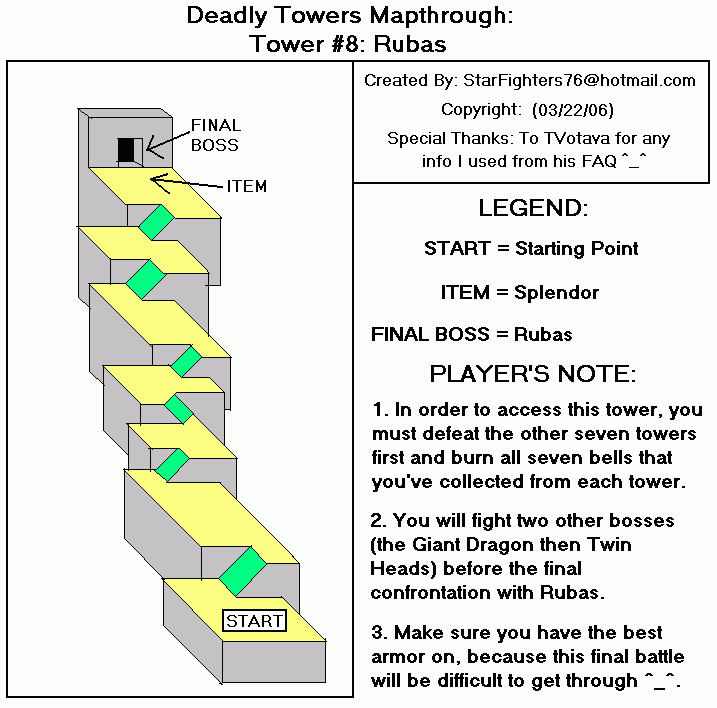 Deadly Towers Mapthrough:
Tower #8: Rubas
Created By: StarFighters76@hotmail.com
Copyright: (03/22/06)
Special Thanks: To TVotava for any
info I used from his FAQ ^_^
FINAL
BOSS
ITEM
START
LEGEND:
START = Starting Point
ITEM = Splendor
FINAL BOSS = Rubas
PLAYER'S NOTE:
1. In order to access this tower, you
must defeat the other seven towers
first and burn all seven bells that
you've collected from each tower.
2. You will fight two other bosses
(the Giant Dragon then Twin
Heads) before the final
confrontation with Rubas.
3. Make sure you have the best
armor on, because this final battle
will be difficult to get through ^_^.